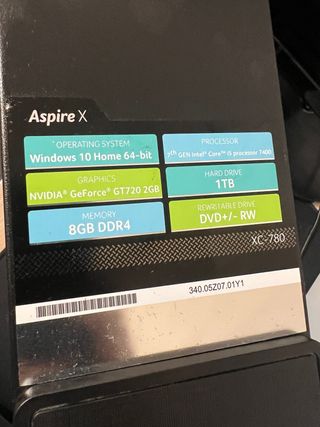 Aspire X
*OPERATING SYSTEM
Windows 10 Home 64-bit
PROCESSOR
7th GEN Intel® Core™ i5 processor 7400
GRAPHICS
NVIDIA® GeForce® GT720 2GB
HARD DRIVE
1TB
MEMORY
8GB DDR4
REWRITABLE DRIVE
DVD+/-RW
XC-780
340.05Z07.01Y1